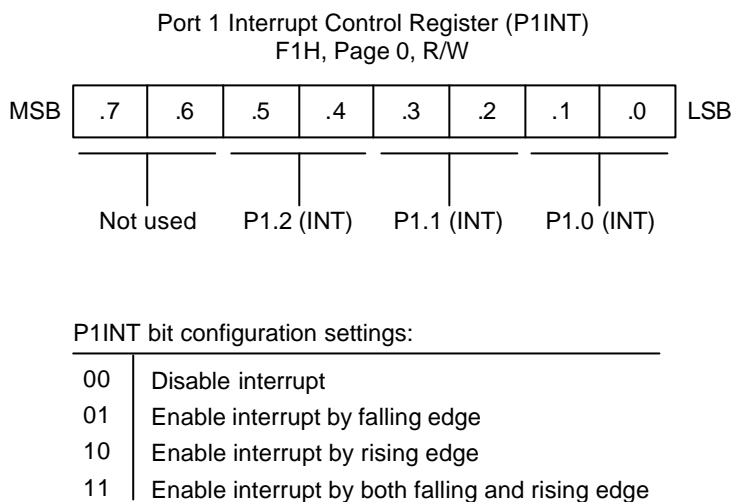 Port 1 Interrupt Control Register (P1INT)
F1H, Page 0, R/W
MSB .7 .6 .5 .4 .3 .2 .1 .0 LSB
Not used P1.2 (INT) P1.1 (INT) P1.0 (INT)
P1INT bit configuration settings:
00 Disable interrupt
01 Enable interrupt by falling edge
10 Enable interrupt by rising edge
11 Enable interrupt by both falling and rising edge